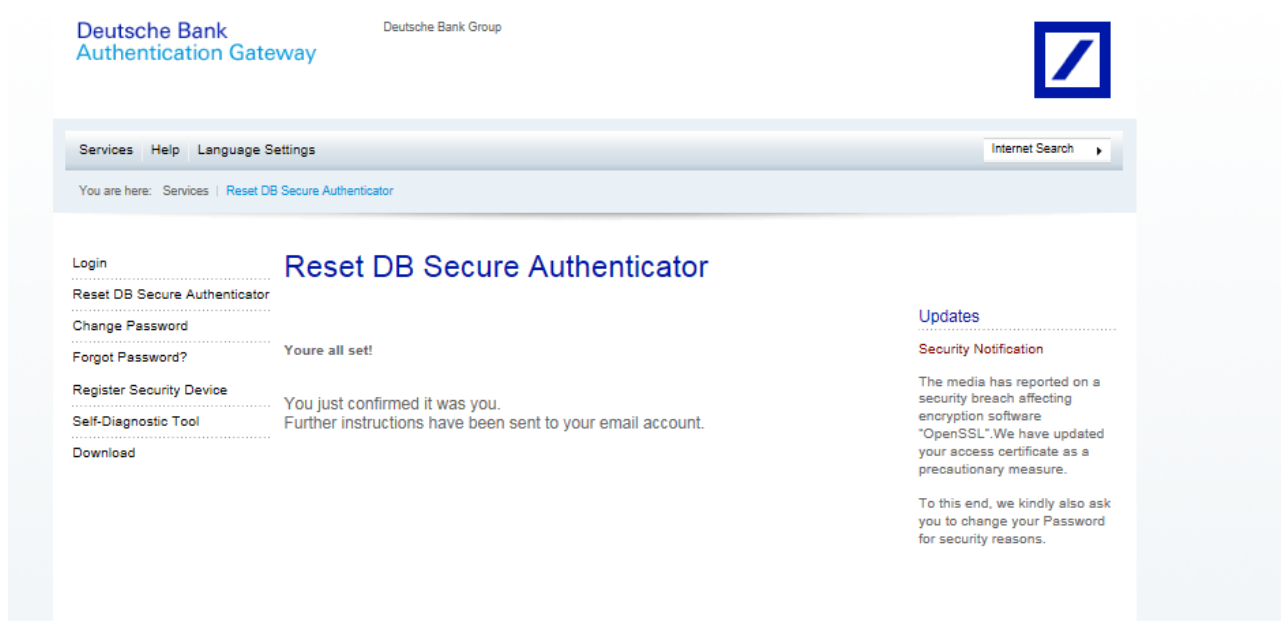 Deutsche Bank
Authentication Gateway
Deutsche Bank Group
Services Help Language Settings
Internet Search
You are here: Services | Reset DB Secure Authenticator
Login
Reset DB Secure Authenticator
Change Password
Forgot Password?
Register Security Device
Self-Diagnostic Tool
Download
Reset DB Secure Authenticator
Youre all set!
You just confirmed it was you.
Further instructions have been sent to your email account.
Updates
Security Notification
The media has reported on a
security breach affecting
encryption software
"OpenSSL".We have updated
your access certificate as a
precautionary measure.
To this end, we kindly also ask
you to change your Password
for security reasons.